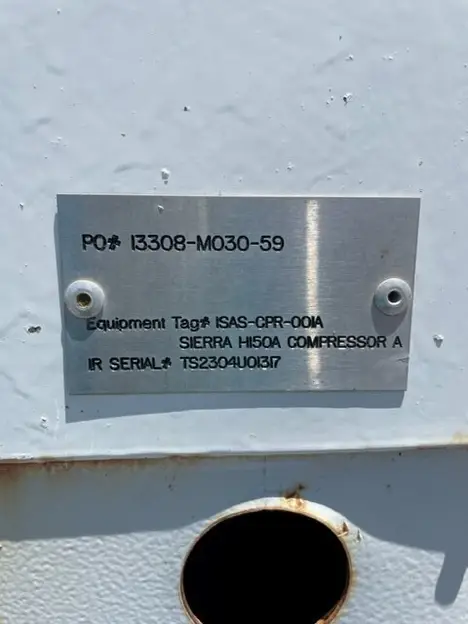 PO# 13308-M030-59
Equipment Tag# ISAS-CPR-001A
SIERRA H150A COMPRESSOR A
IR SERIAL# TS2304U01317